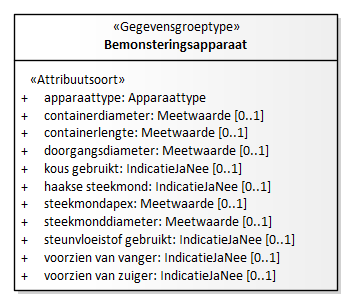 «Gegevensgroeptype»
Bemonsteringsapparaat
«Attribuutsoort»
+ apparaattype: Apparaattype
+ containerdiameter: Meetwaarde [0..1]
+ containerlengte: Meetwaarde [0..1]
+ doorgangsdiameter: Meetwaarde [0..1]
+ kous gebruikt: IndicatieJaNee [0..1]
+ haakse steekmond: IndicatieJaNee [0..1]
+ steekmondapex: Meetwaarde [0..1]
+ steekmonddiameter: Meetwaarde [0..1]
+ steunvloeistof gebruikt: IndicatieJaNee [0..1]
+ voorzien van vanger: IndicatieJaNee [0..1]
+ voorzien van zuiger: IndicatieJaNee [0..1]